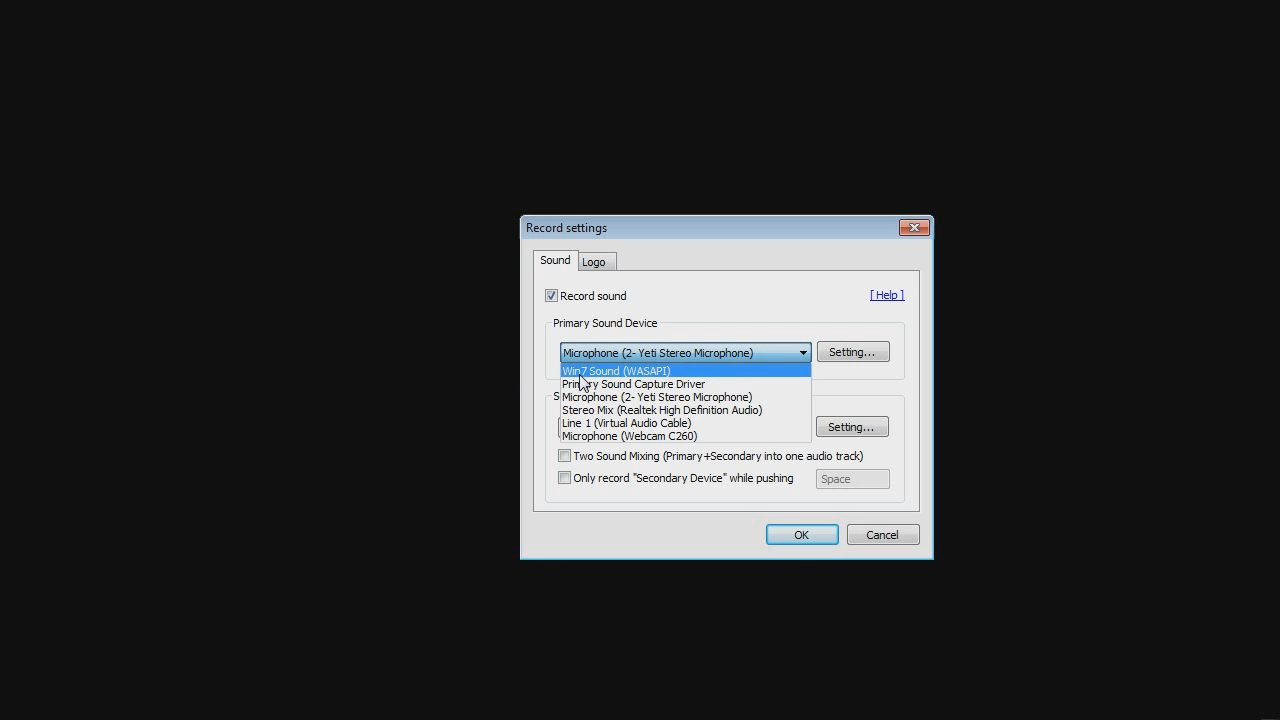 Record settings
Sound
Logo
Record sound
[ Help ]
Primary Sound Device
Microphone (2- Yeti Stereo Microphone)
Setting...
Win7 Sound (WASAPI)
Primary Sound Capture Driver
Microphone (2- Yeti Stereo Microphone)
Stereo Mix (Realtek High Definition Audio)
Line 1 (Virtual Audio Cable)
Setting...
Microphone (Webcam C260)
Two Sound Mixing (Primary+Secondary into one audio track)
Only record "Secondary Device" while pushing
Space
OK
Cancel